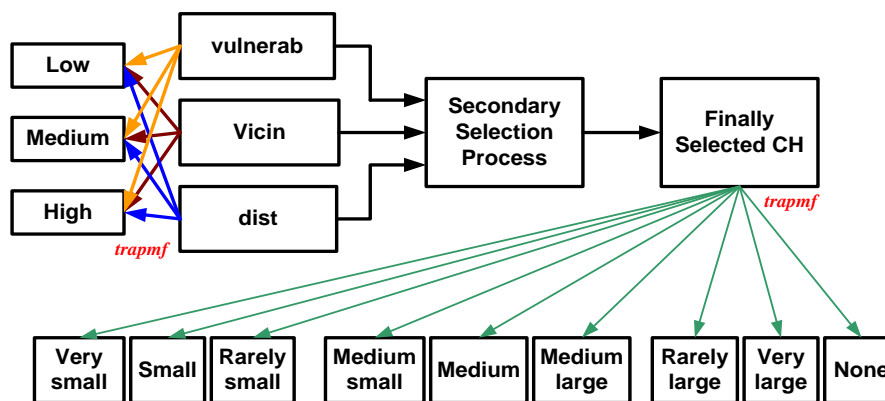 vulnerab
Low
Vicin
Medium
dist
High
trapmf
Secondary
Selection
Process
Finally
Selected CH
trapmf
Very
small
Small
Rarely
small
Medium
small
Medium
Medium
large
Rarely
large
Very
large
None